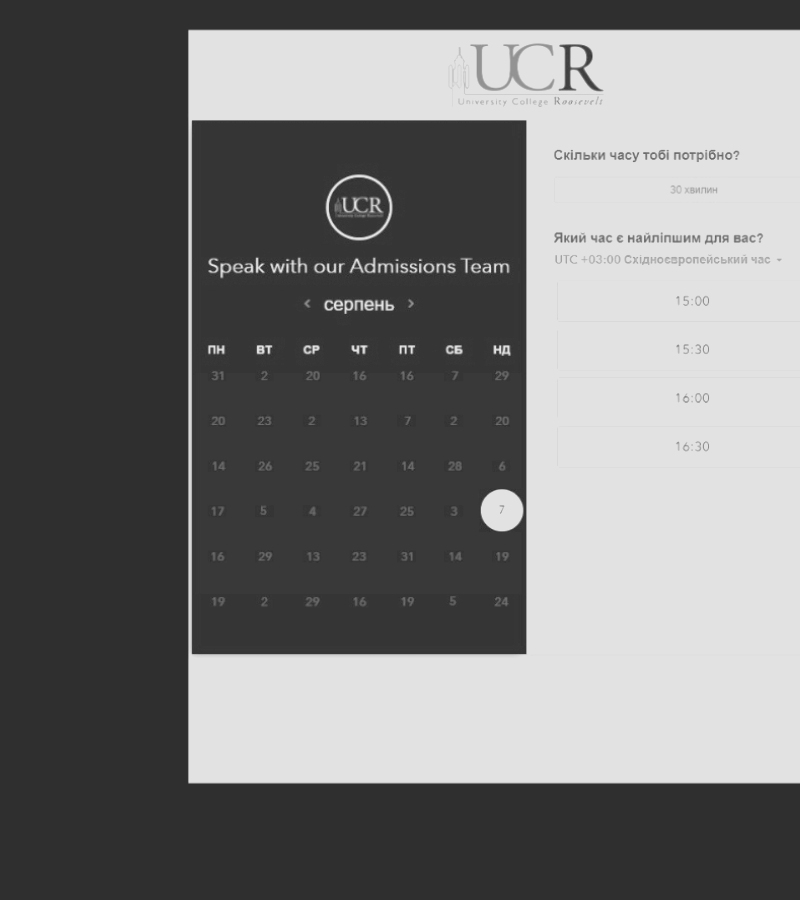 UCR
University College Roosevelt
UCR
Speak with our Admissions Team
< серпень >
ПН ВТ СР ЧТ ПТ СБ НД
31 2 20 16 16 7 29
20 23 2 13 7 2 20
14 26 25 21 14 28 6
17 5 4 27 25 3 7
16 29 13 23 31 14 19
19 2 29 16 19 5 24
Скільки часу тобі потрібно?
30 хвилин
Який час є найліпшим для вас?
UTC +03:00 Східноєвропейський час
15:00
15:30
16:00
16:30